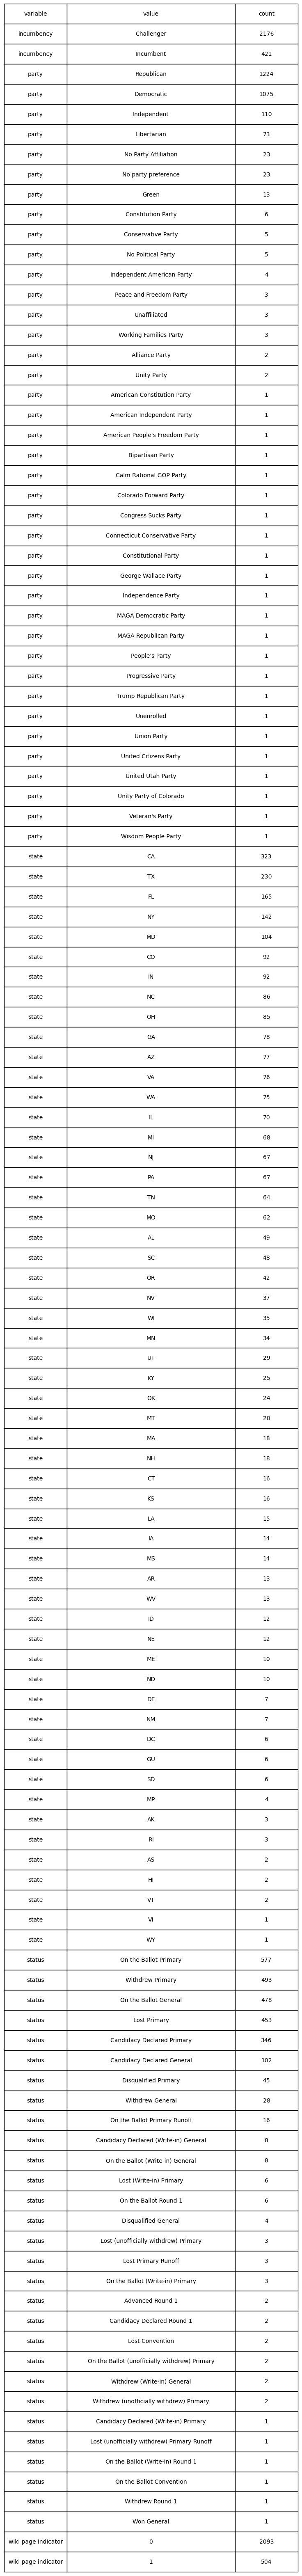 variable value count
incumbency Challenger 2176
incumbency Incumbent 421
party Republican 1224
party Democratic 1075
party Independent 110
party Libertarian 73
party No Party Affiliation 23
party No party preference 23
party Green 13
party Constitution Party 6
party Conservative Party 5
party No Political Party 5
party Independent American Party 4
party Peace and Freedom Party 3
party Unaffiliated 3
party Working Families Party 3
party Alliance Party 2
party Unity Party 2
party American Constitution Party 1
party American Independent Party 1
party American People's Freedom Party 1
party Bipartisan Party 1
party Calm Rational GOP Party 1
party Colorado Forward Party 1
party Congress Sucks Party 1
party Connecticut Conservative Party 1
party Constitutional Party 1
party George Wallace Party 1
party Independence Party 1
party MAGA Democratic Party 1
party MAGA Republican Party 1
party People's Party 1
party Progressive Party 1
party Trump Republican Party 1
party Unenrolled 1
party Union Party 1
party United Citizens Party 1
party United Utah Party 1
party Unity Party of Colorado 1
party Veteran's Party 1
party Wisdom People Party 1
state CA 323
state TX 230
state FL 165
state NY 142
state MD 104
state CO 92
state IN 92
state NC 86
state OH 85
state GA 78
state AZ 77
state VA 76
state WA 75
state IL 70
state MI 68
state NJ 67
state PA 67
state TN 64
state MO 62
state AL 49
state SC 48
state OR 42
state NV 37
state WI 35
state MN 34
state UT 29
state KY 25
state OK 24
state MT 20
state MA 18
state NH 18
state CT 16
state KS 16
state LA 15
state IA 14
state MS 14
state AR 13
state WV 13
state ID 12
state NE 12
state ME 10
state ND 10
state DE 7
state NM 7
state DC 6
state GU 6
state SD 6
state MP 4
state AK 3
state RI 3
state AS 2
state HI 2
state VT 2
state VI 1
state WY 1
status On the Ballot Primary 577
status Withdrew Primary 493
status On the Ballot General 478
status Lost Primary 453
status Candidacy Declared Primary 346
status Candidacy Declared General 102
status Disqualified Primary 45
status Withdrew General 28
status On the Ballot Primary Runoff 16
status Candidacy Declared (Write-in) General 8
status On the Ballot (Write-in) General 8
status Lost (Write-in) Primary 6
status On the Ballot Round 1 6
status Disqualified General 4
status Lost (unofficially withdrew) Primary 3
status Lost Primary Runoff 3
status On the Ballot (Write-in) Primary 3
status Advanced Round 1 2
status Candidacy Declared Round 1 2
status Lost Convention 2
status On the Ballot (unofficially withdrew) Primary 2
status Withdrew (Write-in) General 2
status Withdrew (unofficially withdrew) Primary 2
status Candidacy Declared (Write-in) Primary 1
status Lost (unofficially withdrew) Primary Runoff 1
status On the Ballot (Write-in) Round 1 1
status On the Ballot Convention 1
status Withdrew Round 1 1
status Won General 1
wiki page indicator 0 2093
wiki page indicator 1 504